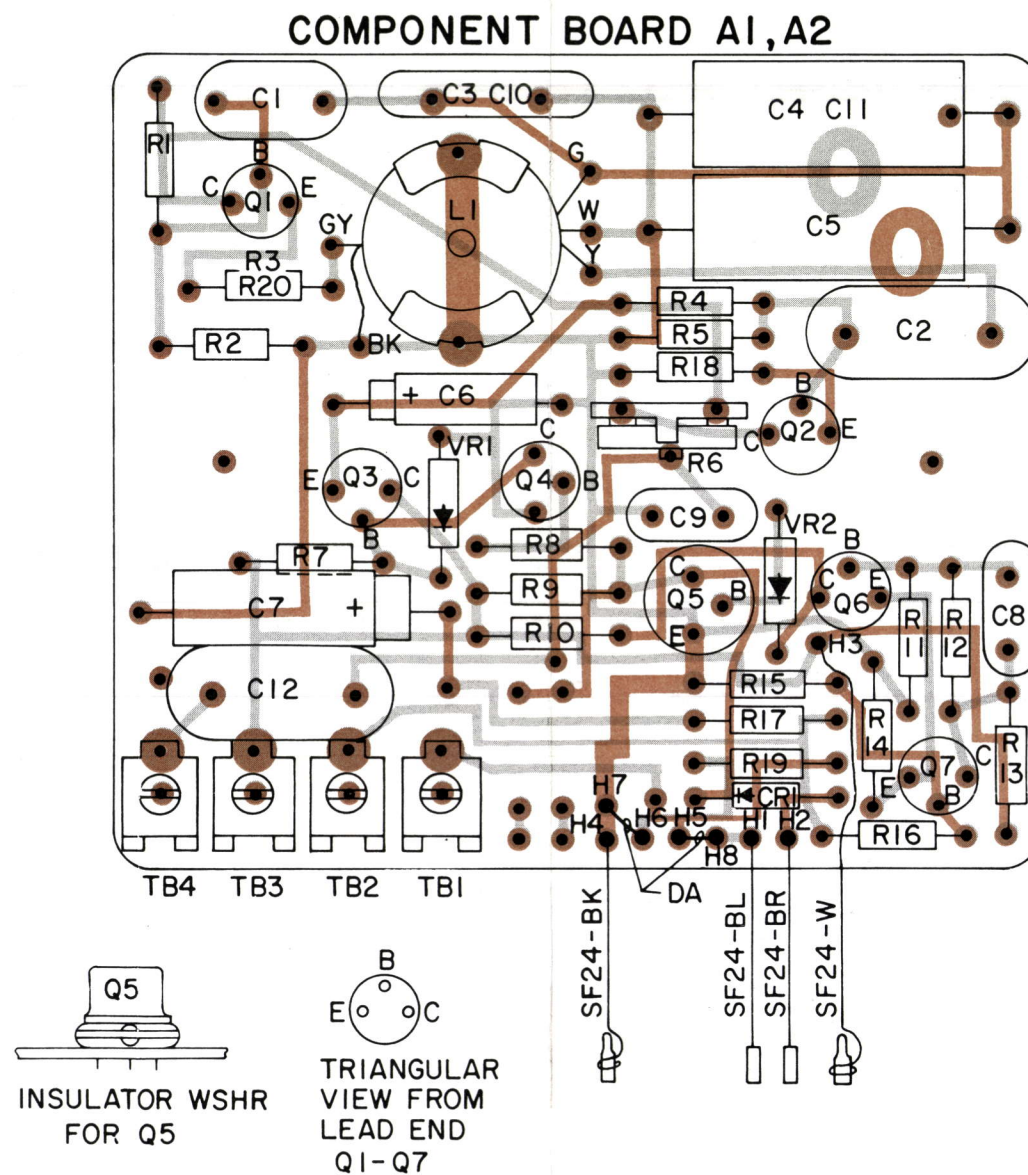 COMPONENT BOARD A1, A2
C1
C3 C10
C4 C11
R1
B
G
C
Q1
E
L1
W
C5
GY
Y
R3
R20
R4
R2
BK
R5
C2
R18
C6
+
B
VR1
C
C
Q2
E
E
Q3
C
Q4
B
R6
B
C9
VR2
R8
B
R7
C
C
E
C7
+
R9
Q5
B
Q6
R11
R12
C8
R10
E
H3
C12
R15
R17
R14
R13
R19
Q7
C
H7
CR1
E
B
H4
H6
H5
H8
H1
H2
R16
TB4
TB3
TB2
TB1
DA
SF24-BK
SF24-BL
SF24-BR
SF24-W
Q5
B
E
C
INSULATOR WSHR
FOR Q5
TRIANGULAR
VIEW FROM
LEAD END
Q1-Q7